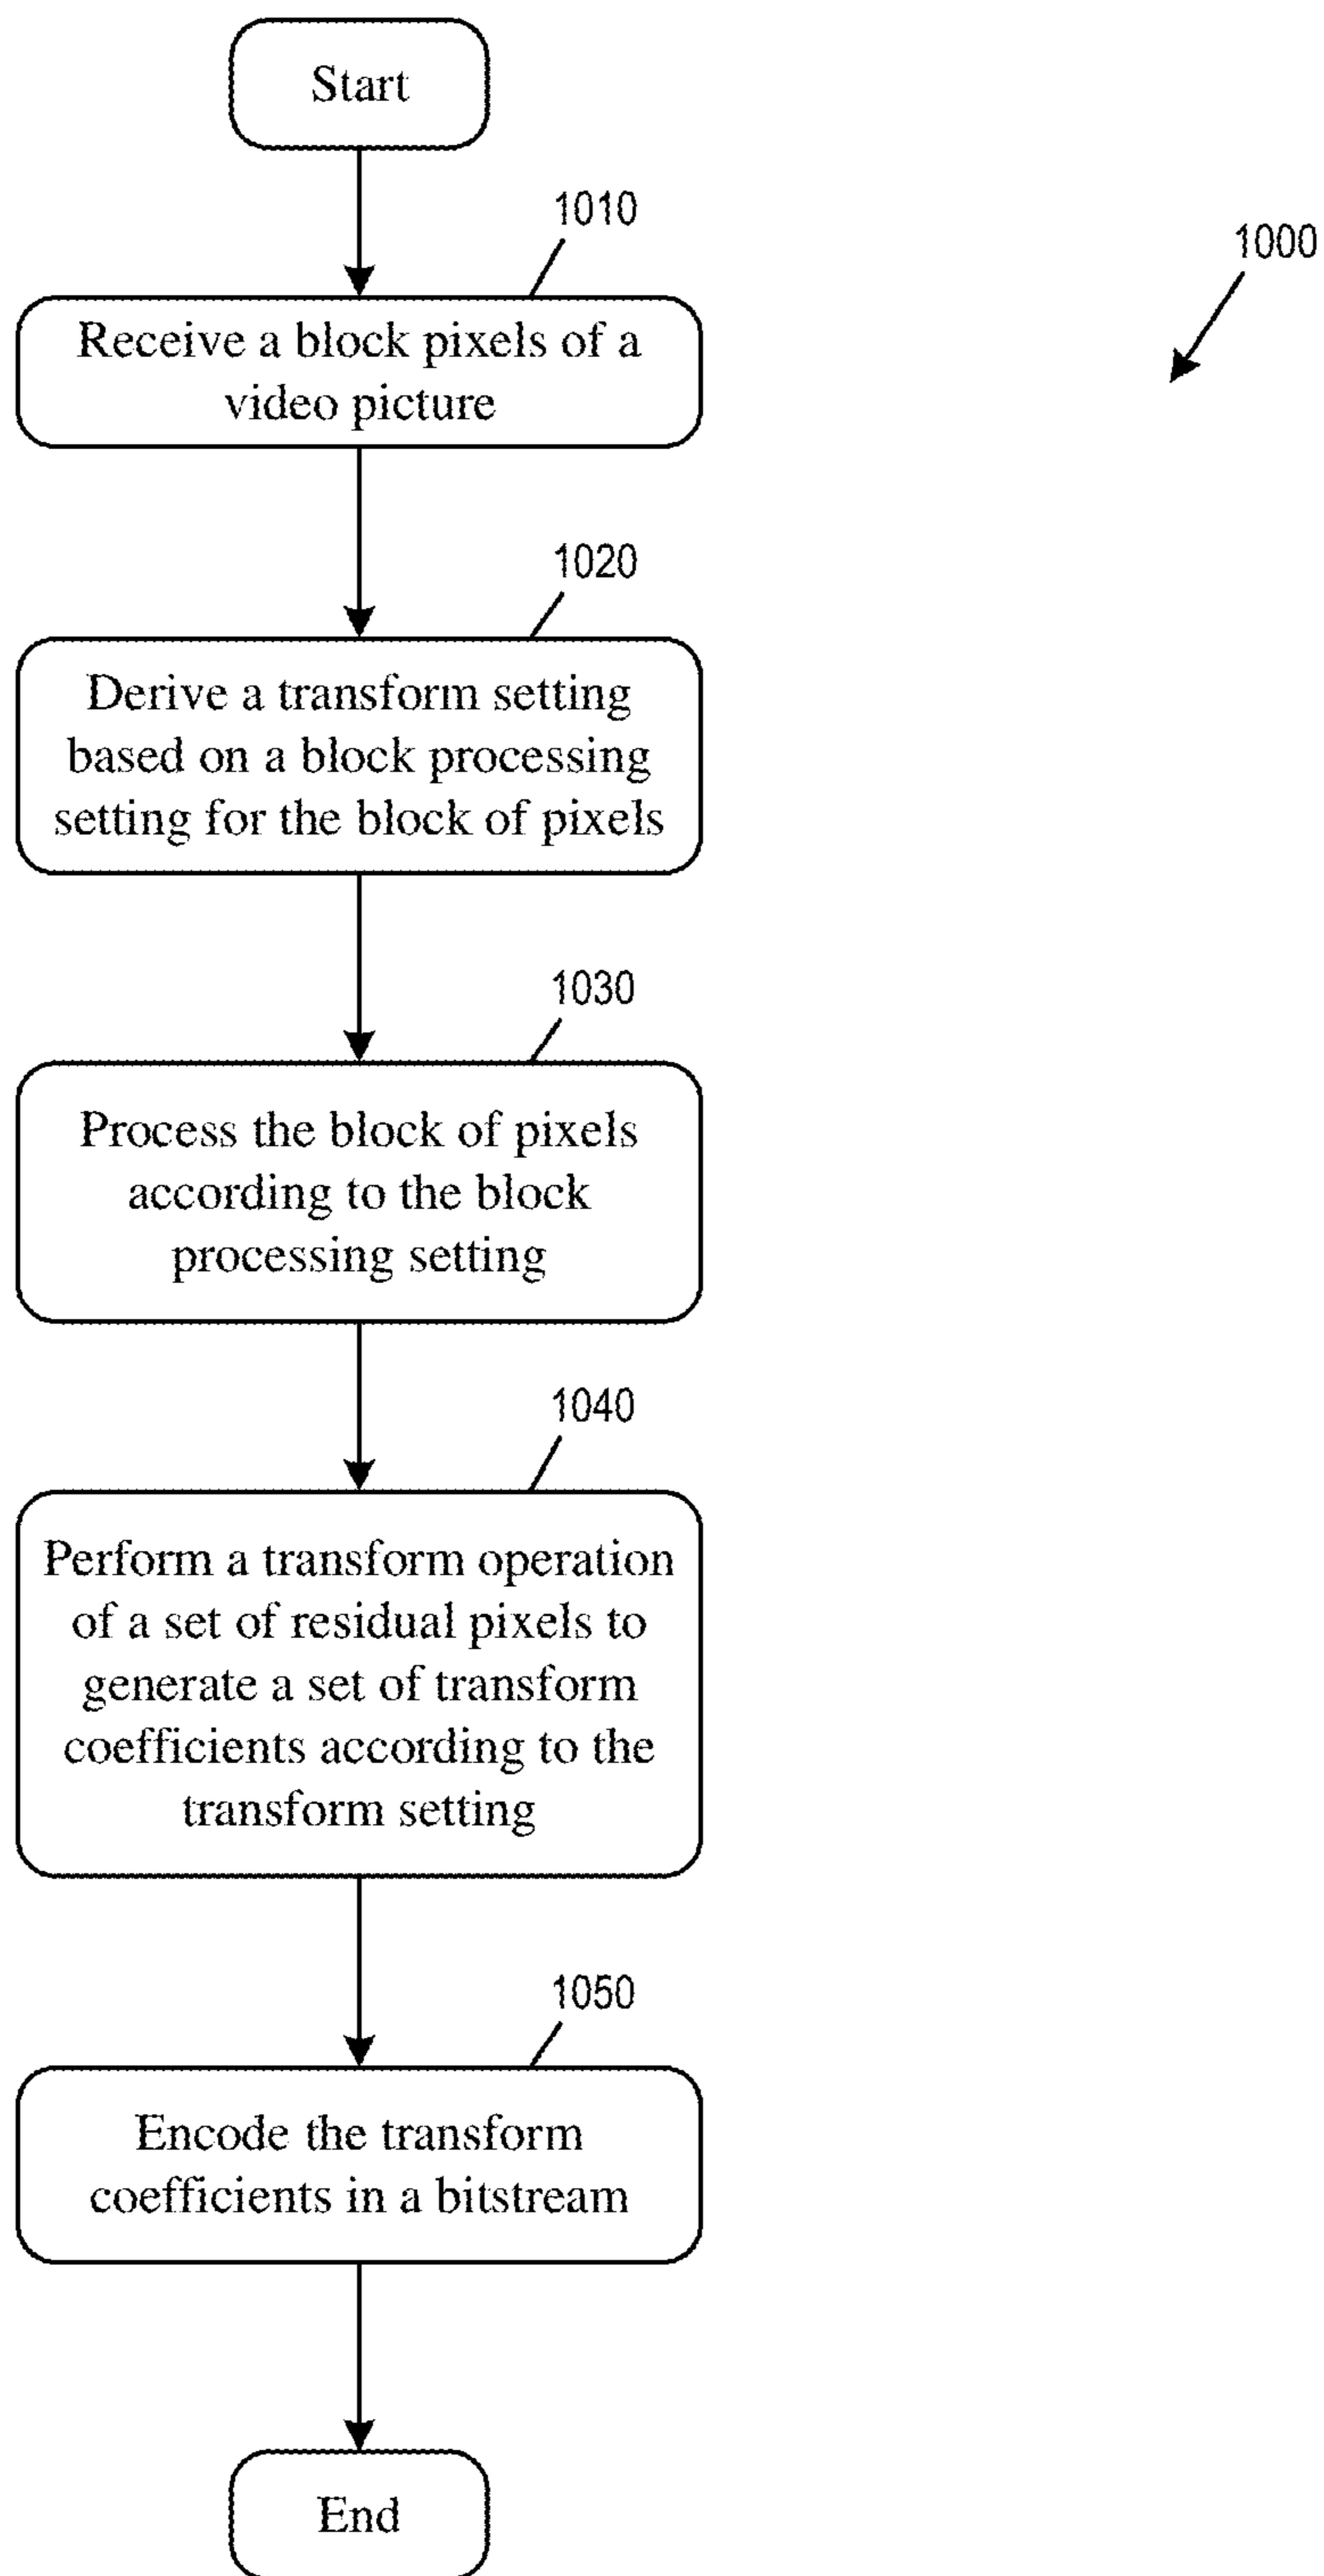 Start
1010
1000
Receive a block pixels of a
video picture
1020
Derive a transform setting
based on a block processing
setting for the block of pixels
1030
Process the block of pixels
according to the block
processing setting
1040
Perform a transform operation
of a set of residual pixels to
generate a set of transform
coefficients according to the
transform setting
1050
Encode the transform
coefficients in a bitstream
End